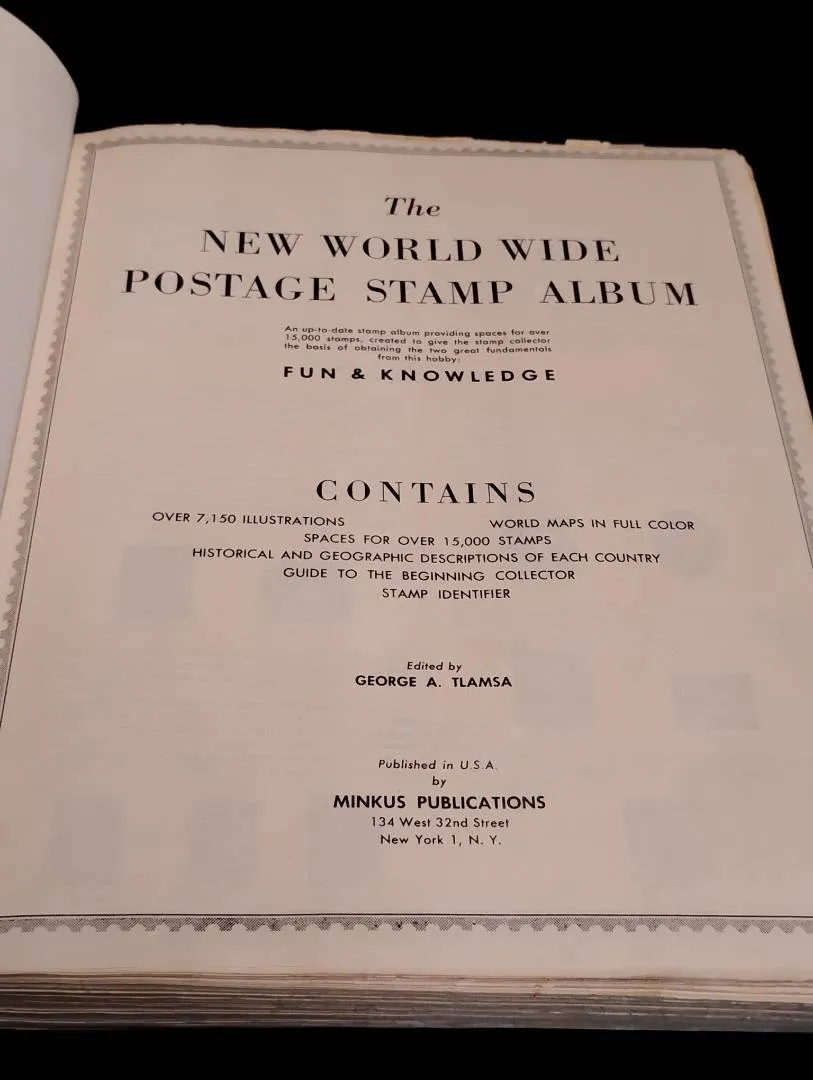 The
NEW WORLD WIDE
POSTAGE STAMP ALBUM
An up-to-date stamp album providing spaces for over
15,000 stamps, created to give the stamp collector
the basis of obtaining the two great fundamentals
from this hobby:
FUN & KNOWLEDGE
CONTAINS
OVER 7,150 ILLUSTRATIONS WORLD MAPS IN FULL COLOR
SPACES FOR OVER 15,000 STAMPS
HISTORICAL AND GEOGRAPHIC DESCRIPTIONS OF EACH COUNTRY
GUIDE TO THE BEGINNING COLLECTOR
STAMP IDENTIFIER
Edited by
GEORGE A. TLAMSA
Published in U.S.A.
by
MINKUS PUBLICATIONS
134 West 32nd Street
New York 1, N. Y.